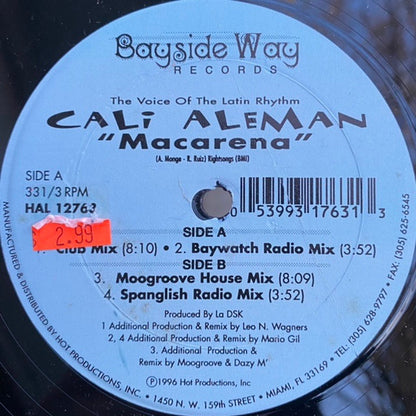 Bayside Way
RECORDS
The Voice Of The Latin Rhythm
CALi ALEMAN
"Macarena"
(A. Monge - R. Ruiz) Rightsongs (BMI)
SIDE A
33 1/3 RPM
HAL 12763
0 53993 17631 3
$ 2.99
SIDE A
1. Club Mix (8:10) • 2. Baywatch Radio Mix (3:52)
SIDE B
3. Moogroove House Mix (8:09)
4. Spanglish Radio Mix (3:52)
Produced By La DSK
1 Additional Production & Remix by Leo N. Wagners
2, 4 Additional Production & Remix by Maria Gil
3. Additional Production &
Remix by Moogroove & Dazy M'
℗1996 Hot Productions, Inc.
MANUFACTURED & DISTRIBUTED BY HOT PRODUCTIONS, INC. • 1450 N.W. 159th STREET • MIAMI, FL 33169 • TEL: (305) 628-9797 • FAX: (305) 625-6545